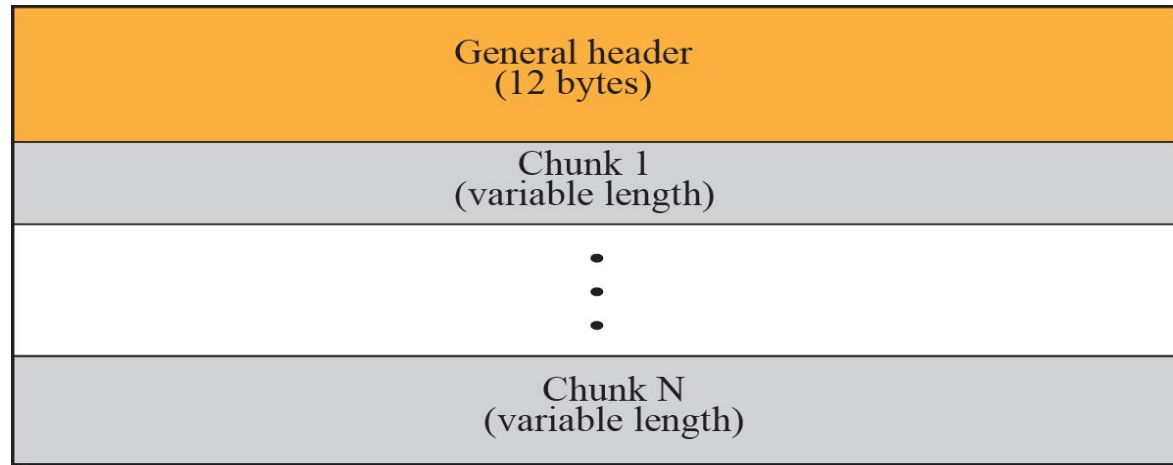 General header
(12 bytes)
Chunk 1
(variable length)
Chunk N
(variable length)